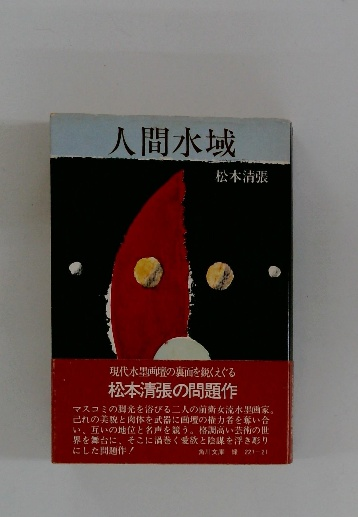 人間水域
松本清張
現代水墨画壇の裏面を鋭くえぐる
松本清張の問題作
マスコミの脚光を浴びる二人の前衛女流水墨画家。
己れの美貌と肉体を武器に画壇の権力者を奪い合
い、互いの地位と名声を競う。格調高い芸術の世
界を舞台に、そこに渦巻く愛欲と陰謀を浮き彫り
にした問題作!
角川文庫 緑 227-21